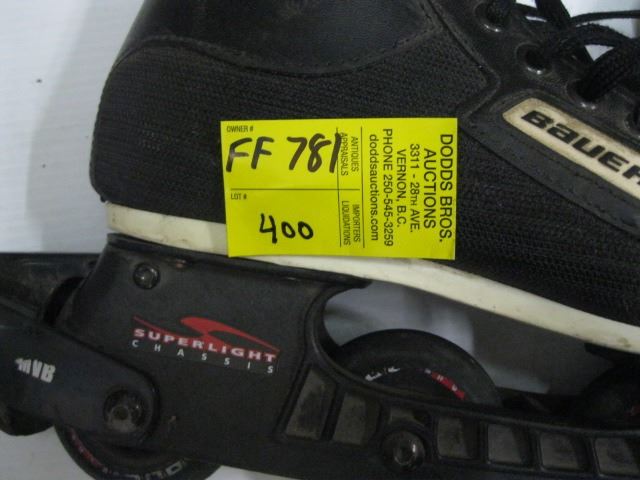 OWNER #
FF 781
LOT #
400
ANTIQUES
APPRAISALS
IMPORTERS
LIQUIDATIONS
DODDS BROS.
AUCTIONS
3311 - 28TH AVE.
VERNON, B.C.
PHONE 250-545-3259
doddsauctions.com
BAUER
SUPERLIGHT
CHASSIS